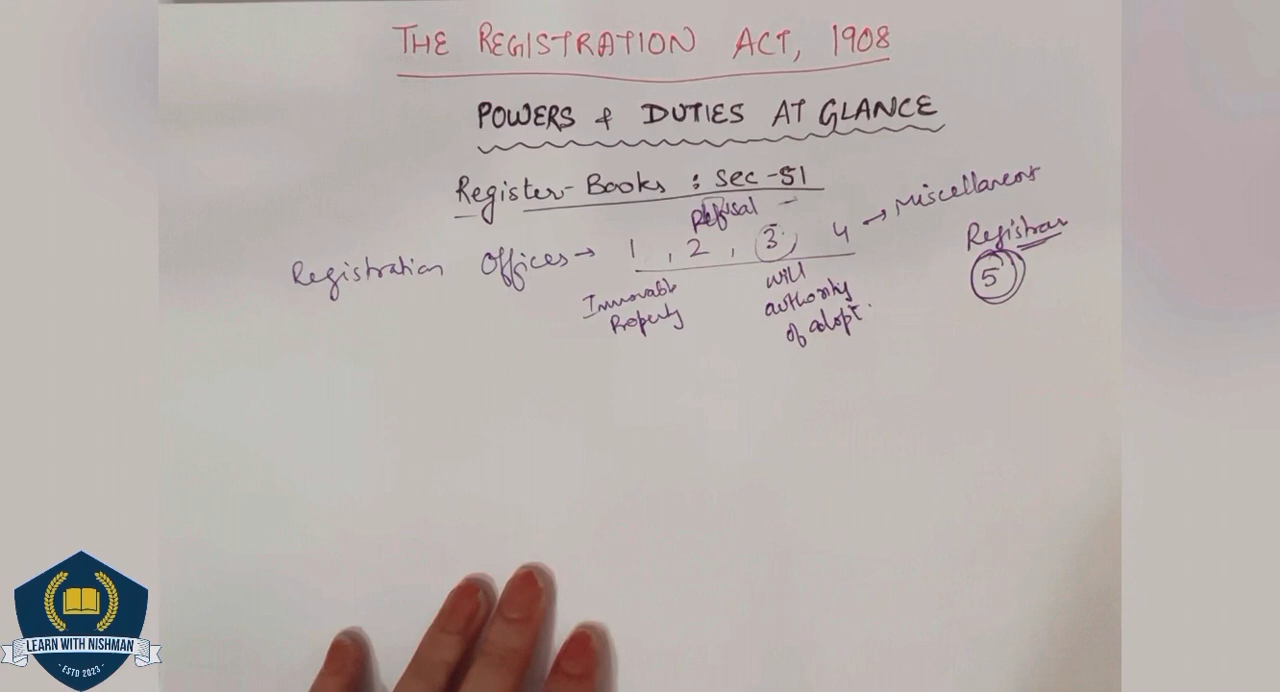 THE REGISTRATION ACT, 1908
POWERS & DUTIES AT GLANCE
Register-Books : Sec-51
Refusal
Registration Offices → 1, 2, 3, 4 → Miscellaneous
Registrar
5
Immovable
Property
will
authority
of adopt.
LEARN WITH NISHMAN
- ESTD 2023 -